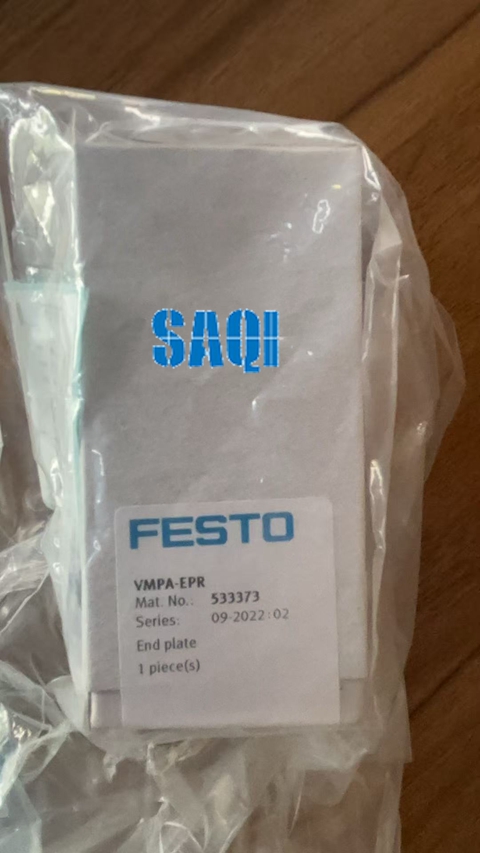 SAQI
FESTO
VMPA-EPR
Mat. No.: 533373
Series: 09-2022:02
End plate
1 piece(s)